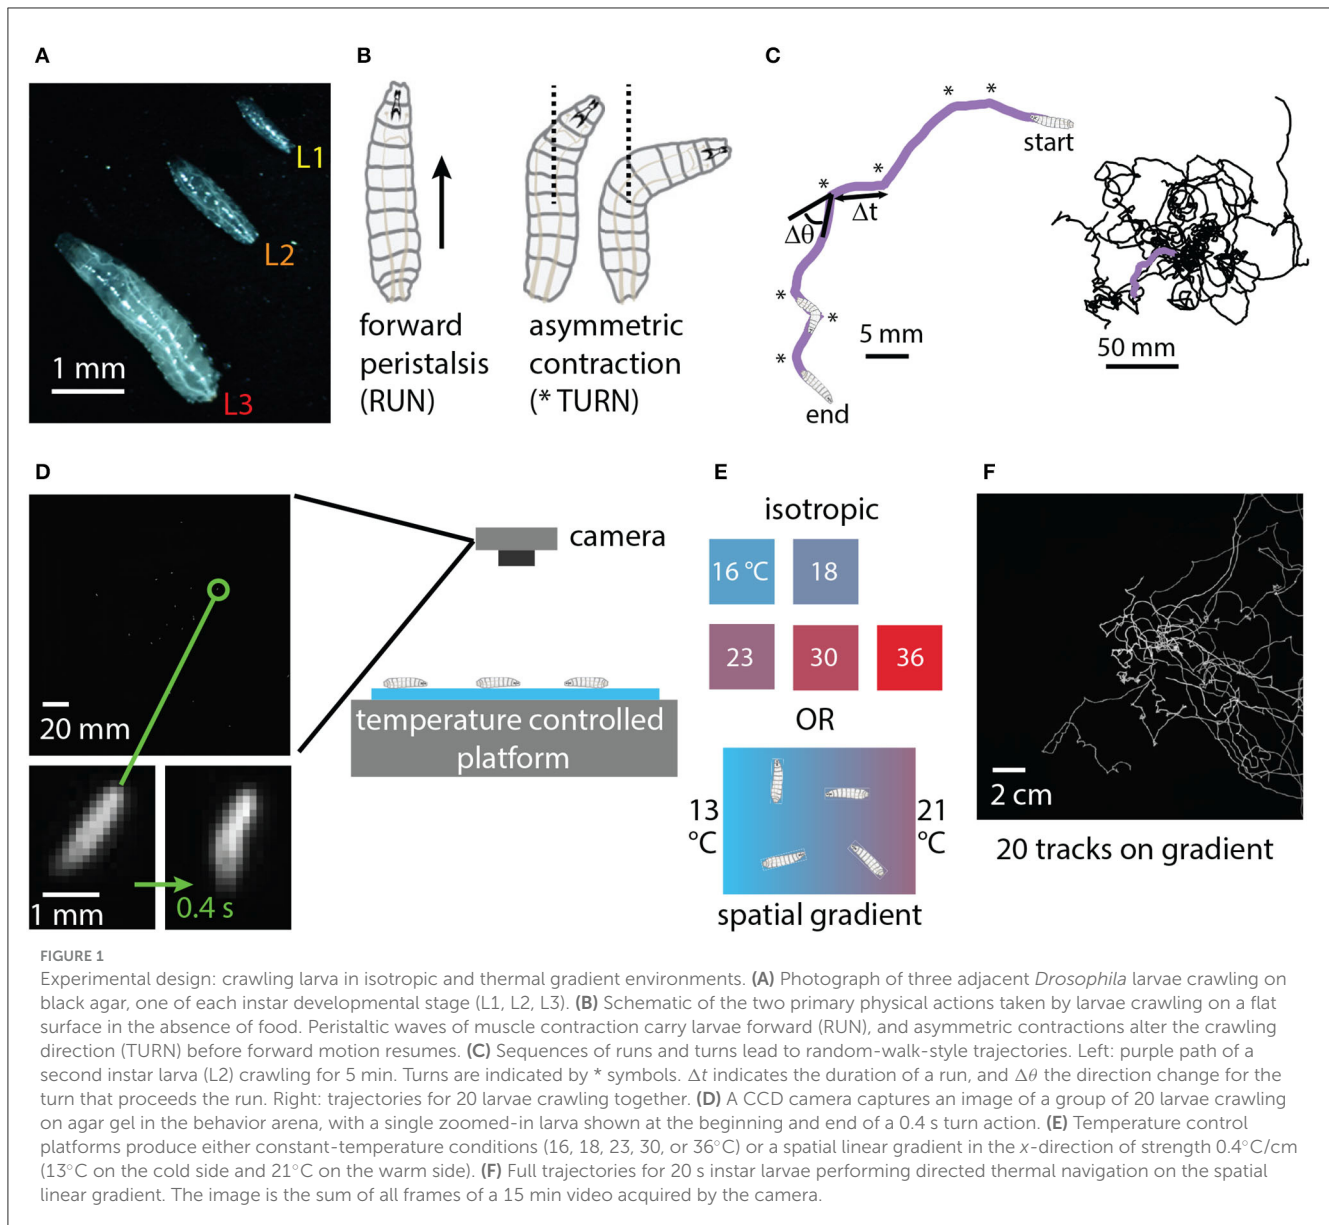 A
L1
L2
L3
1 mm
B
forward
peristalsis
(RUN)
asymmetric
contraction
(* TURN)
C
* *
start
*
*
Δt
Δθ
*
*
*
5 mm
end
50 mm
D
20 mm
1 mm
0.4 s
camera
temperature controlled
platform
E
isotropic
16 °C 18
23 30 36
OR
13
°C
21
°C
spatial gradient
F
2 cm
20 tracks on gradient
FIGURE 1
Experimental design: crawling larva in isotropic and thermal gradient environments. (A) Photograph of three adjacent Drosophila larvae crawling on
black agar, one of each instar developmental stage (L1, L2, L3). (B) Schematic of the two primary physical actions taken by larvae crawling on a flat
surface in the absence of food. Peristaltic waves of muscle contraction carry larvae forward (RUN), and asymmetric contractions alter the crawling
direction (TURN) before forward motion resumes. (C) Sequences of runs and turns lead to random-walk-style trajectories. Left: purple path of a
second instar larva (L2) crawling for 5 min. Turns are indicated by * symbols. Δt indicates the duration of a run, and Δθ the direction change for the
turn that proceeds the run. Right: trajectories for 20 larvae crawling together. (D) A CCD camera captures an image of a group of 20 larvae crawling
on agar gel in the behavior arena, with a single zoomed-in larva shown at the beginning and end of a 0.4 s turn action. (E) Temperature control
platforms produce either constant-temperature conditions (16, 18, 23, 30, or 36°C) or a spatial linear gradient in the x-direction of strength 0.4°C/cm
(13°C on the cold side and 21°C on the warm side). (F) Full trajectories for 20 s instar larvae performing directed thermal navigation on the spatial
linear gradient. The image is the sum of all frames of a 15 min video acquired by the camera.